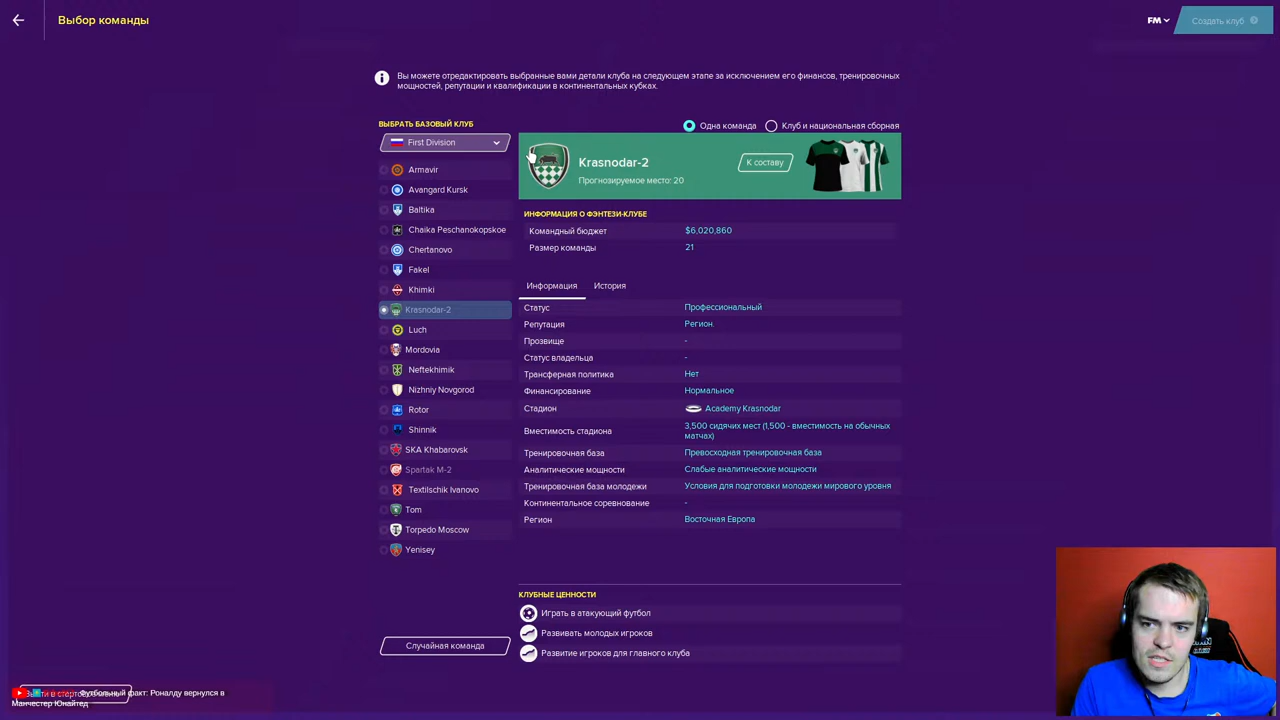 Выбор команды
FM
Создать клуб
Вы можете отредактировать выбранные вами детали клуба на следующем этапе за исключением его финансов, тренировочных
мощностей, репутации и квалификации в континентальных кубках.
ВЫБРАТЬ БАЗОВЫЙ КЛУБ
Одна команда
Клуб и национальная сборная
First Division
Armavir
Avangard Kursk
Baltika
Chaika Peschanokopskoe
Chertanovo
Fakel
Khimki
Krasnodar-2
Luch
Mordovia
Neftekhimik
Nizhniy Novgorod
Rotor
Shinnik
SKA Khabarovsk
Spartak M-2
Textilschik Ivanovo
Tom
Torpedo Moscow
Yenisey
Случайная команда
Krasnodar-2
Прогнозируемое место: 20
К составу
ИНФОРМАЦИЯ О ФЭНТЕЗИ-КЛУБЕ
Командный бюджет $6,020,860
Размер команды 21
Информация История
Статус Профессиональный
Репутация Регион.
Прозвище -
Статус владельца -
Трансферная политика Нет
Финансирование Нормальное
Стадион Academy Krasnodar
Вместимость стадиона 3,500 сидячих мест (1,500 - вместимость на обычных
матчах)
Тренировочная база Превосходная тренировочная база
Аналитические мощности Слабые аналитические мощности
Тренировочная база молодежи Условия для подготовки молодежи мирового уровня
Континентальное соревнование -
Регион Восточная Европа
КЛУБНЫЕ ЦЕННОСТИ
Играть в атакующий футбол
Развивать молодых игроков
Развитие игроков для главного клуба
Футбольный факт: Роналду вернулся в
Манчестер Юнайтед